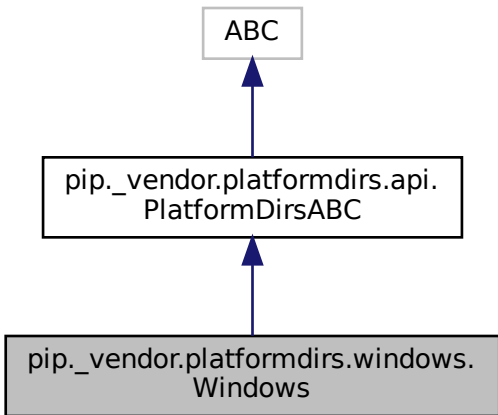 ABC
pip._vendor.platformdirs.api.
PlatformDirsABC
pip._vendor.platformdirs.windows.
Windows